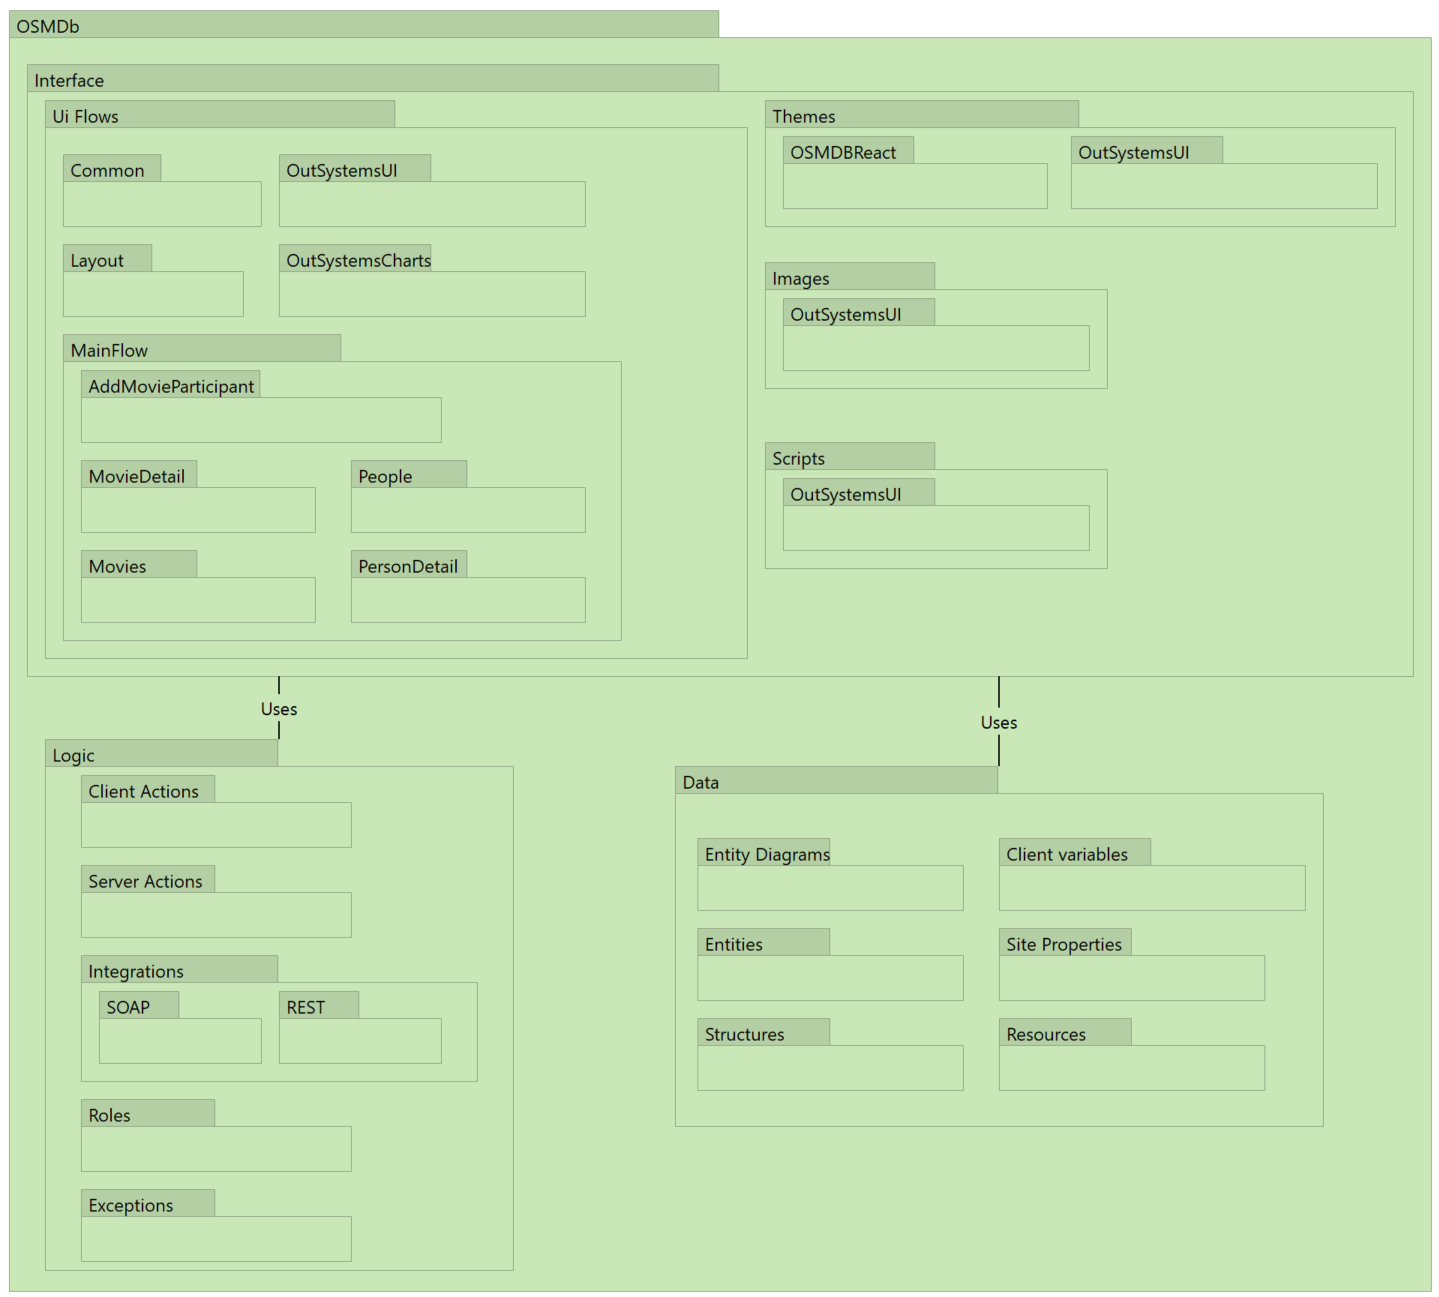 OSMDb
Interface
Ui Flows
Common
OutSystemsUI
Layout
OutSystemsCharts
MainFlow
AddMovieParticipant
MovieDetail
People
Movies
PersonDetail
Themes
OSMDBReact
OutSystemsUI
Images
OutSystemsUI
Scripts
OutSystemsUI
Uses
Uses
Logic
Client Actions
Server Actions
Integrations
SOAP
REST
Roles
Exceptions
Data
Entity Diagrams
Client variables
Entities
Site Properties
Structures
Resources